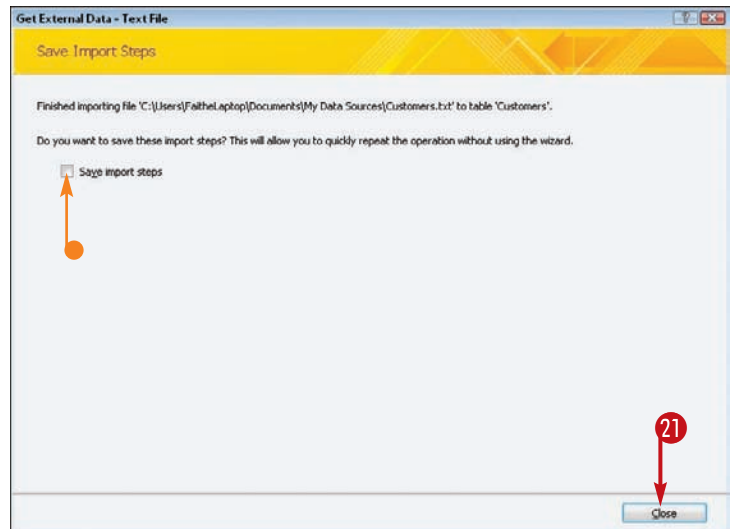 Get External Data - Text File
Save Import Steps
Finished importing file 'C:\Users\FaitheLaptop\Documents\My Data Sources\Customers.txt' to table 'Customers'.
Do you want to save these import steps? This will allow you to quickly repeat the operation without using the wizard.
Save import steps
21
Close